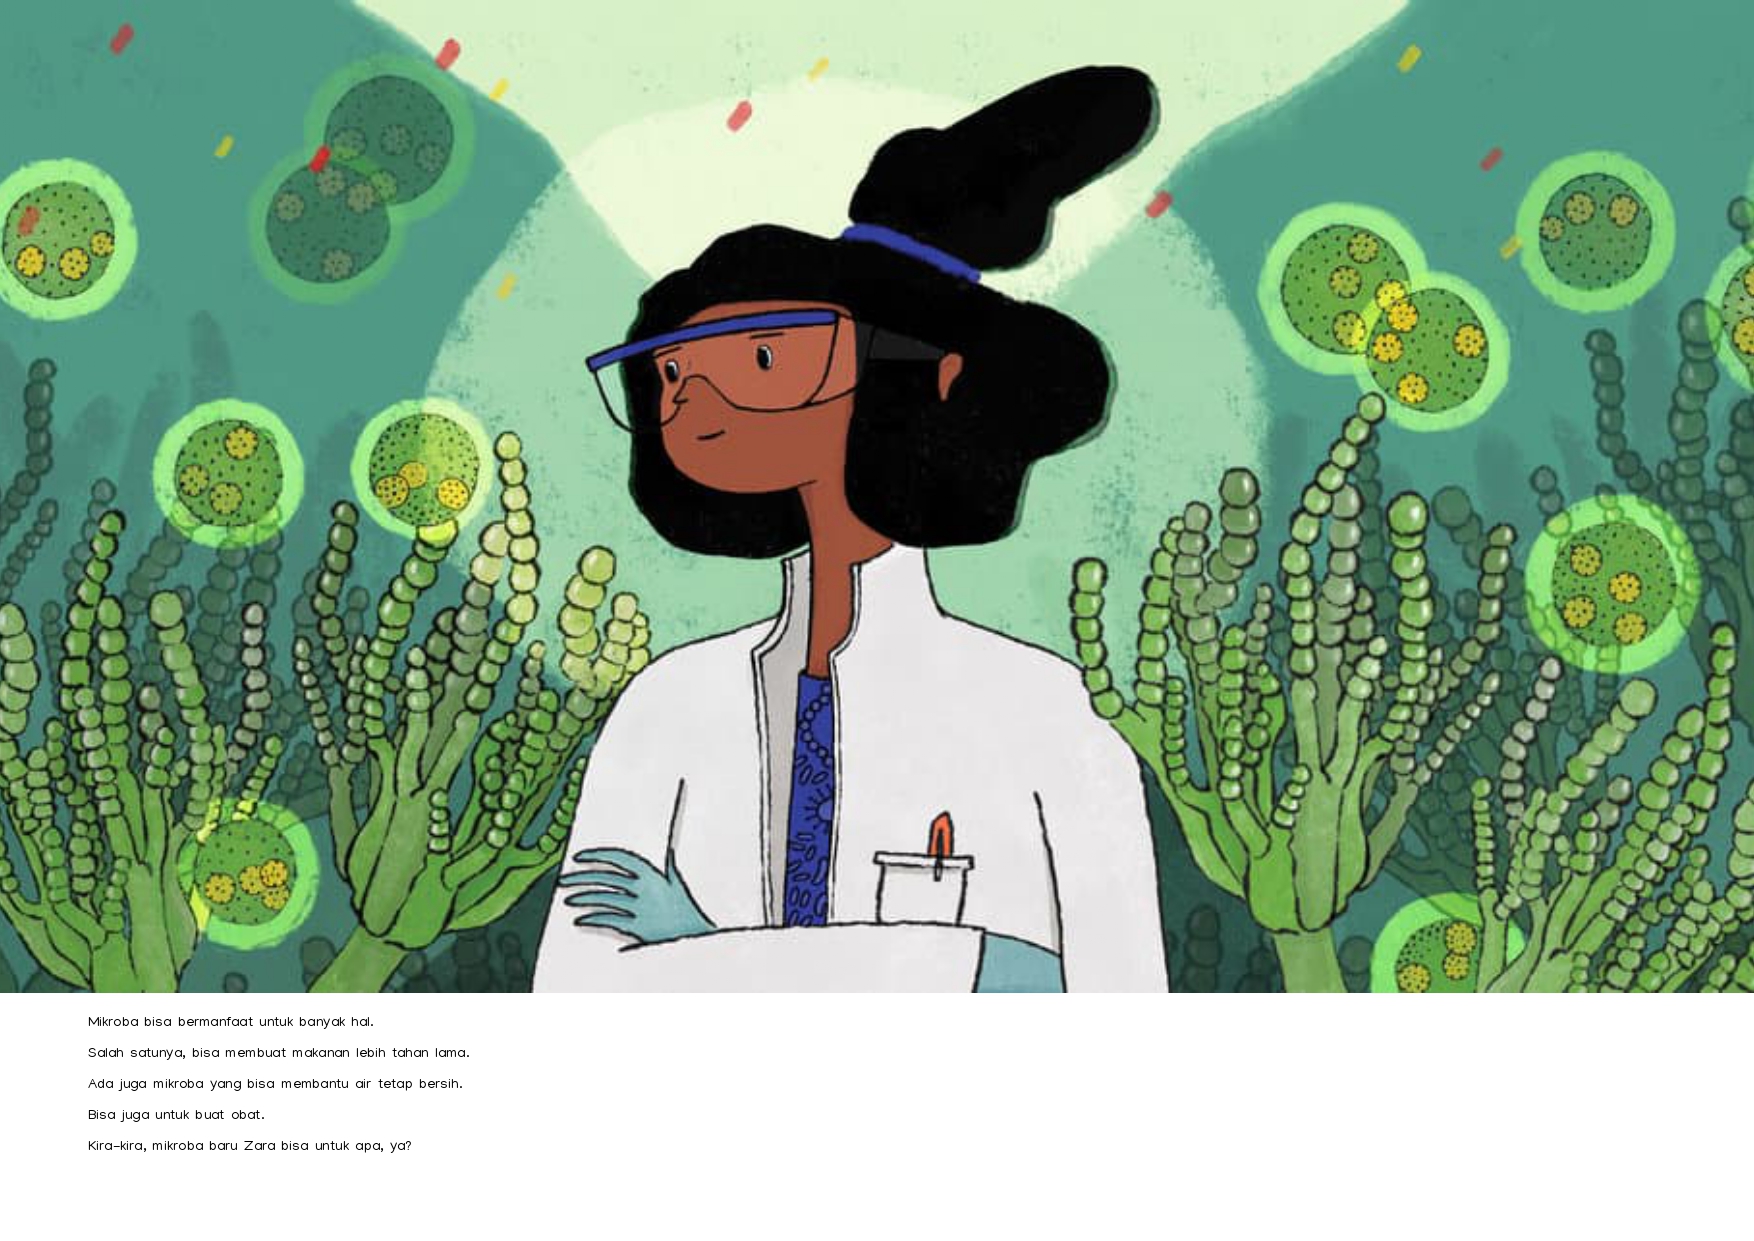 Mikroba bisa bermanfaat untuk banyak hal.
Salah satunya, bisa membuat makanan lebih tahan lama.
Ada juga mikroba yang bisa membantu air tetap bersih.
Bisa juga untuk buat obat.
Kira-kira, mikroba baru Zara bisa untuk apa, ya?